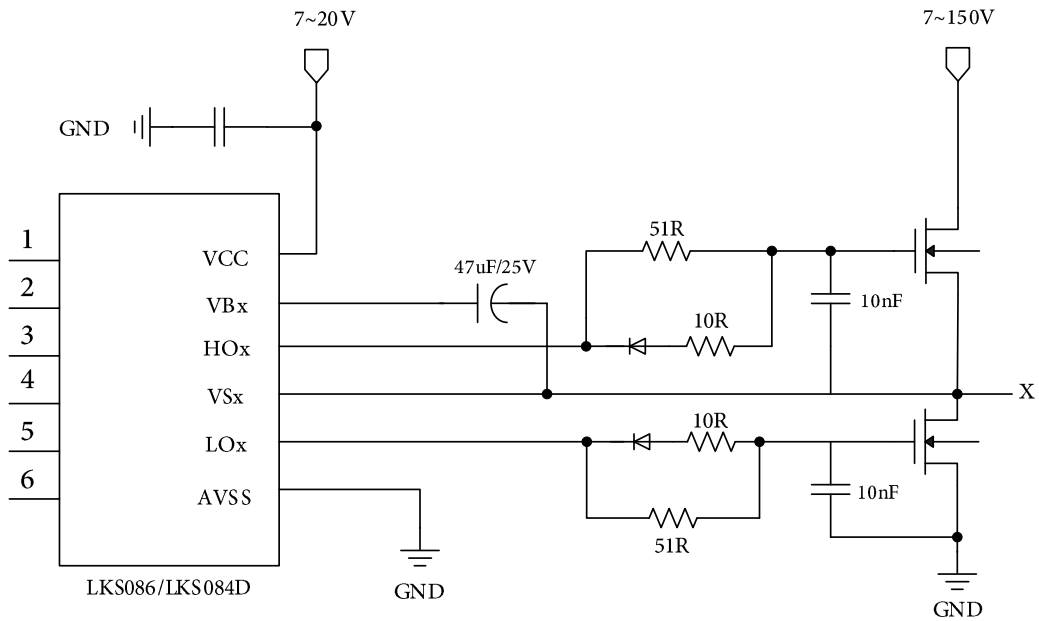 7~20V
7~150V
GND
1
2
3
4
5
6
VCC
VBx
HOx
VSx
LOx
AVSS
47uF/25V
51R
10R
10nF
X
10R
10nF
51R
GND
GND
LKS086/LKS084D